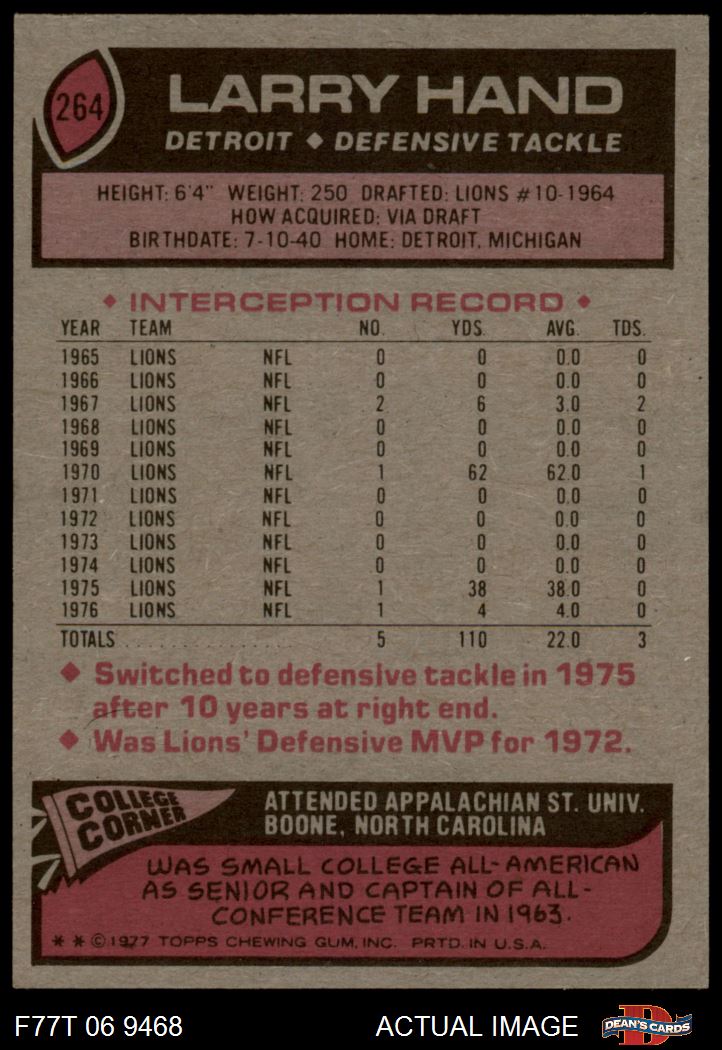 264
LARRY HAND
DETROIT ◆ DEFENSIVE TACKLE
HEIGHT: 6'4" WEIGHT: 250 DRAFTED: LIONS #10-1964
HOW ACQUIRED: VIA DRAFT
BIRTHDATE: 7-10-40 HOME: DETROIT, MICHIGAN
◆ INTERCEPTION RECORD ◆
YEAR TEAM NO. YDS. AVG. TDS.
1965 LIONS NFL 0 0 0.0 0
1966 LIONS NFL 0 0 0.0 0
1967 LIONS NFL 2 6 3.0 2
1968 LIONS NFL 0 0 0.0 0
1969 LIONS NFL 0 0 0.0 0
1970 LIONS NFL 1 62 62.0 1
1971 LIONS NFL 0 0 0.0 0
1972 LIONS NFL 0 0 0.0 0
1973 LIONS NFL 0 0 0.0 0
1974 LIONS NFL 0 0 0.0 0
1975 LIONS NFL 1 38 38.0 0
1976 LIONS NFL 1 4 4.0 0
TOTALS . . . . . . . . . . . . . . . . 5 110 22.0 3
◆ Switched to defensive tackle in 1975
after 10 years at right end.
◆ Was Lions' Defensive MVP for 1972.
COLLEGE
CORNER
ATTENDED APPALACHIAN ST. UNIV.
BOONE, NORTH CAROLINA
WAS SMALL COLLEGE ALL-AMERICAN
AS SENIOR AND CAPTAIN OF ALL-
CONFERENCE TEAM IN 1963.
* * © 1977 TOPPS CHEWING GUM, INC. PRTD. IN U.S.A.
F77T 06 9468 ACTUAL IMAGE
D
DEAN'S CARDS